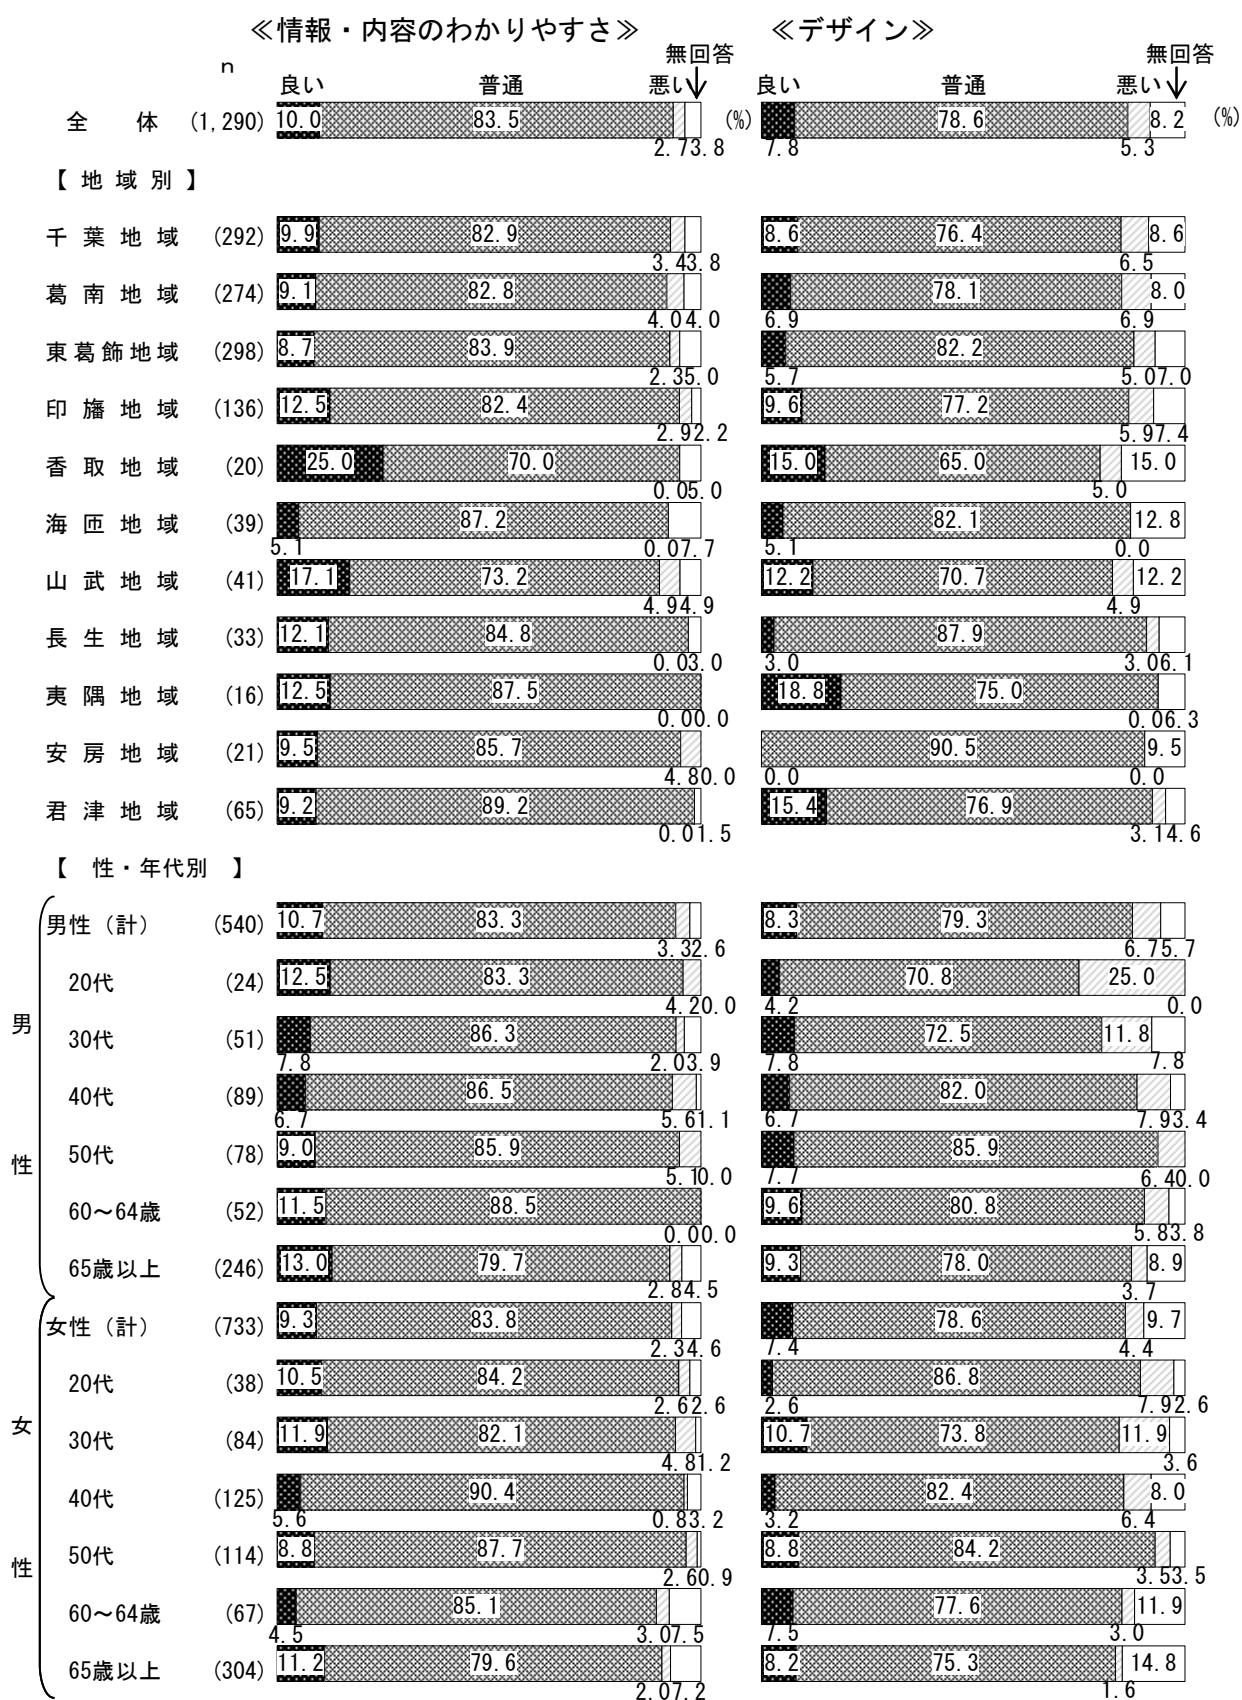 ≪情報・内容のわかりやすさ≫ ≪デザイン≫
無回答 無回答
n
良い 普通 悪い 良い 普通 悪い
全 体 (1,290) 10.0 83.5 (%) 78.6 8.2 (%)
2.7 3.8 7.8 5.3
【 地 域 別 】
千 葉 地 域 (292) 9.9 82.9 8.6 76.4 8.6
3.4 3.8 6.5
葛 南 地 域 (274) 9.1 82.8 78.1 8.0
4.0 4.0 6.9 6.9
東葛飾地域 (298) 8.7 83.9 82.2
2.3 5.0 5.7 5.0 7.0
印 旛 地 域 (136) 12.5 82.4 9.6 77.2
2.9 2.2 5.9 7.4
香 取 地 域 (20) 25.0 70.0 15.0 65.0 15.0
0.0 5.0 5.0
海 匝 地 域 (39) 87.2 82.1 12.8
5.1 0.0 7.7 5.1 0.0
山 武 地 域 (41) 17.1 73.2 12.2 70.7 12.2
4.9 4.9 4.9
長 生 地 域 (33) 12.1 84.8 87.9
0.0 3.0 3.0 3.0 6.1
夷 隅 地 域 (16) 12.5 87.5 18.8 75.0
0.0 0.0 0.0 6.3
安 房 地 域 (21) 9.5 85.7 90.5 9.5
4.8 0.0 0.0 0.0
君 津 地 域 (65) 9.2 89.2 15.4 76.9
0.0 1.5 3.1 4.6
【 性・年代別 】
男性（計） (540) 10.7 83.3 8.3 79.3
3.3 2.6 6.7 5.7
20代 (24) 12.5 83.3 70.8 25.0
4.2 0.0 4.2 0.0
男
30代 (51) 86.3 72.5 11.8
7.8 2.0 3.9 7.8 7.8
40代 (89) 86.5 82.0
6.7 5.6 1.1 6.7 7.9 3.4
性
50代 (78) 9.0 85.9 85.9
5.1 0.0 7.7 6.4 0.0
60～64歳 (52) 11.5 88.5 9.6 80.8
0.0 0.0 5.8 3.8
65歳以上 (246) 13.0 79.7 9.3 78.0 8.9
2.8 4.5 3.7
女性（計） (733) 9.3 83.8 78.6 9.7
2.3 4.6 7.4 4.4
20代 (38) 10.5 84.2 86.8
2.6 2.6 2.6 7.9 2.6
女
30代 (84) 11.9 82.1 10.7 73.8 11.9
4.8 1.2 3.6
40代 (125) 90.4 82.4 8.0
5.6 0.8 3.2 3.2 6.4
50代 (114) 8.8 87.7 8.8 84.2
2.6 0.9 3.5 3.5
性
60～64歳 (67) 85.1 77.6 11.9
4.5 3.0 7.5 7.5 3.0
65歳以上 (304) 11.2 79.6 8.2 75.3 14.8
2.0 7.2 1.6